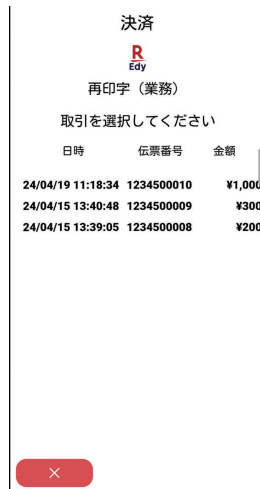 決済
R
Edy
再印字（業務）
取引を選択してください
日時 伝票番号 金額
24/04/19 11:18:34 1234500010 ¥1,000
24/04/15 13:40:48 1234500009 ¥300
24/04/15 13:39:05 1234500008 ¥200
×